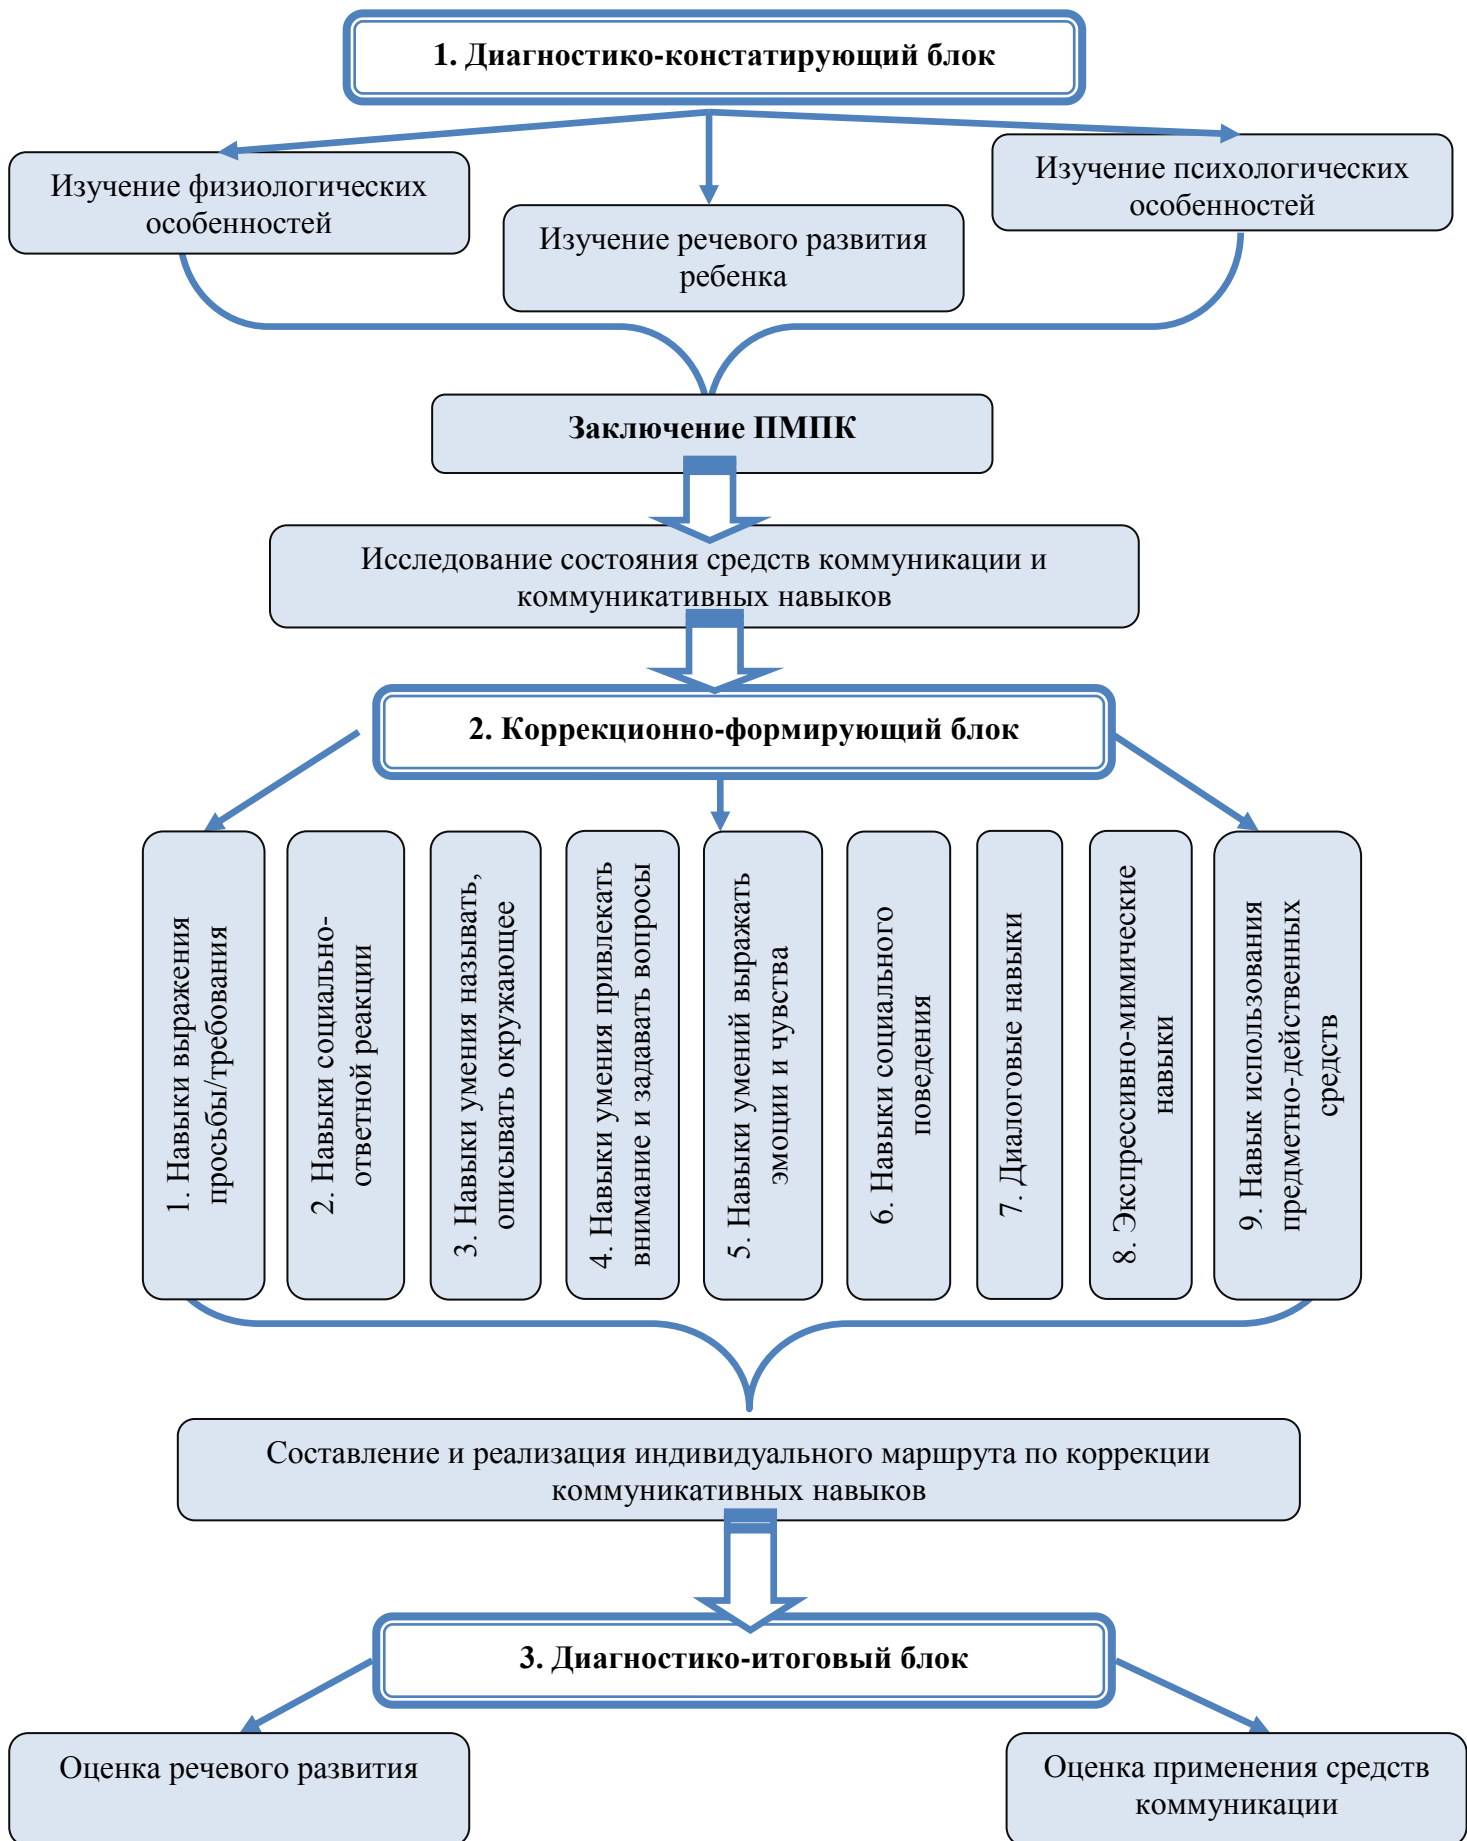 1. Диагностико-констатирующий блок
Изучение физиологических
особенностей
Изучение речевого развития
ребенка
Изучение психологических
особенностей
Заключение ПМПК
Исследование состояния средств коммуникации и
коммуникативных навыков
2. Коррекционно-формирующий блок
1. Навыки выражения
просьбы/требования
2. Навыки социально-
ответной реакции
3. Навыки умения называть,
описывать окружающее
4. Навыки умения привлекать
внимание и задавать вопросы
5. Навыки умений выражать
эмоции и чувства
6. Навыки социального
поведения
7. Диалоговые навыки
8. Экспрессивно-мимические
навыки
9. Навык использования
предметно-действенных
средств
Составление и реализация индивидуального маршрута по коррекции
коммуникативных навыков
3. Диагностико-итоговый блок
Оценка речевого развития
Оценка применения средств
коммуникации